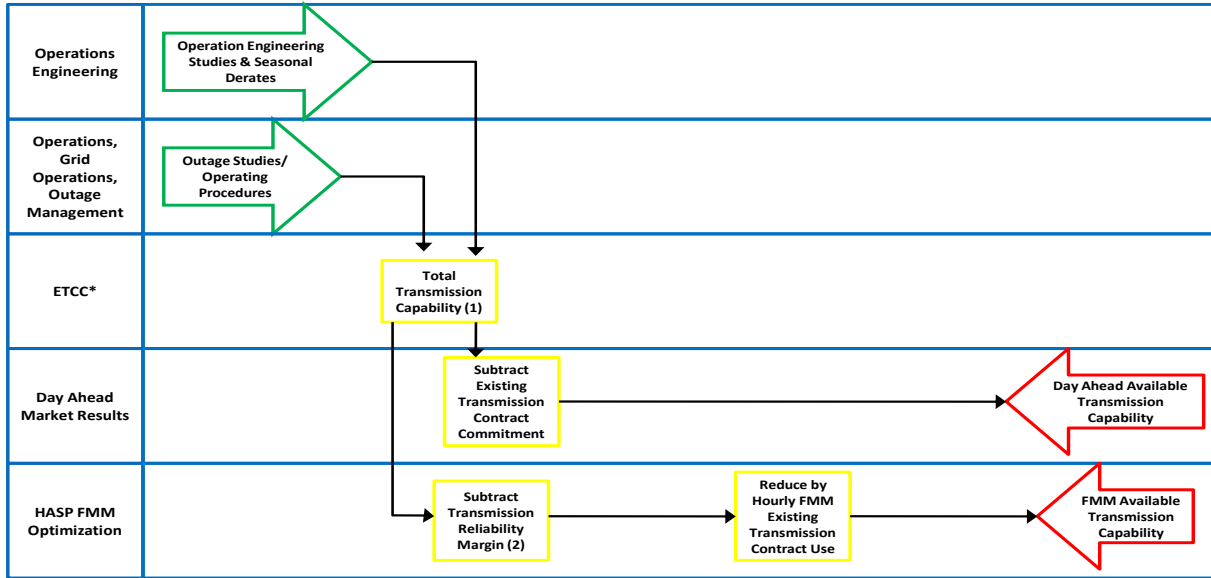 Operations
Engineering
Operation Engineering
Studies & Seasonal
Derates
Operations,
Grid
Operations,
Outage
Management
Outage Studies/
Operating
Procedures
ETCC*
Total
Transmission
Capability (1)
Day Ahead
Market Results
Subtract
Existing
Transmission
Contract
Commitment
Day Ahead Available
Transmission
Capability
HASP FMM
Optimization
Subtract
Transmission
Reliability
Margin (2)
Reduce by
Hourly FMM
Existing
Transmission
Contract Use
FMM Available
Transmission
Capability